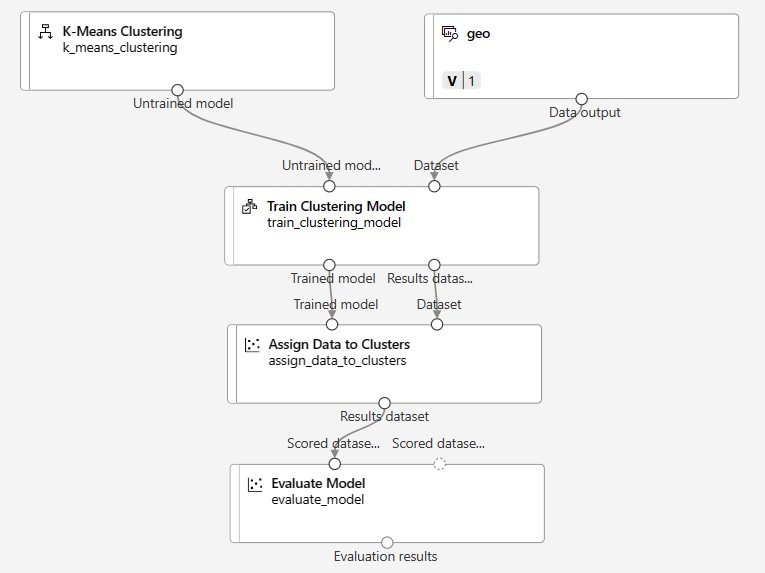 K-Means Clustering
k_means_clustering
geo
V 1
Untrained model
Data output
Untrained mod...
Dataset
Train Clustering Model
train_clustering_model
Trained model
Results datas...
Trained model
Dataset
Assign Data to Clusters
assign_data_to_clusters
Results dataset
Scored datase...
Scored datase...
Evaluate Model
evaluate_model
Evaluation results